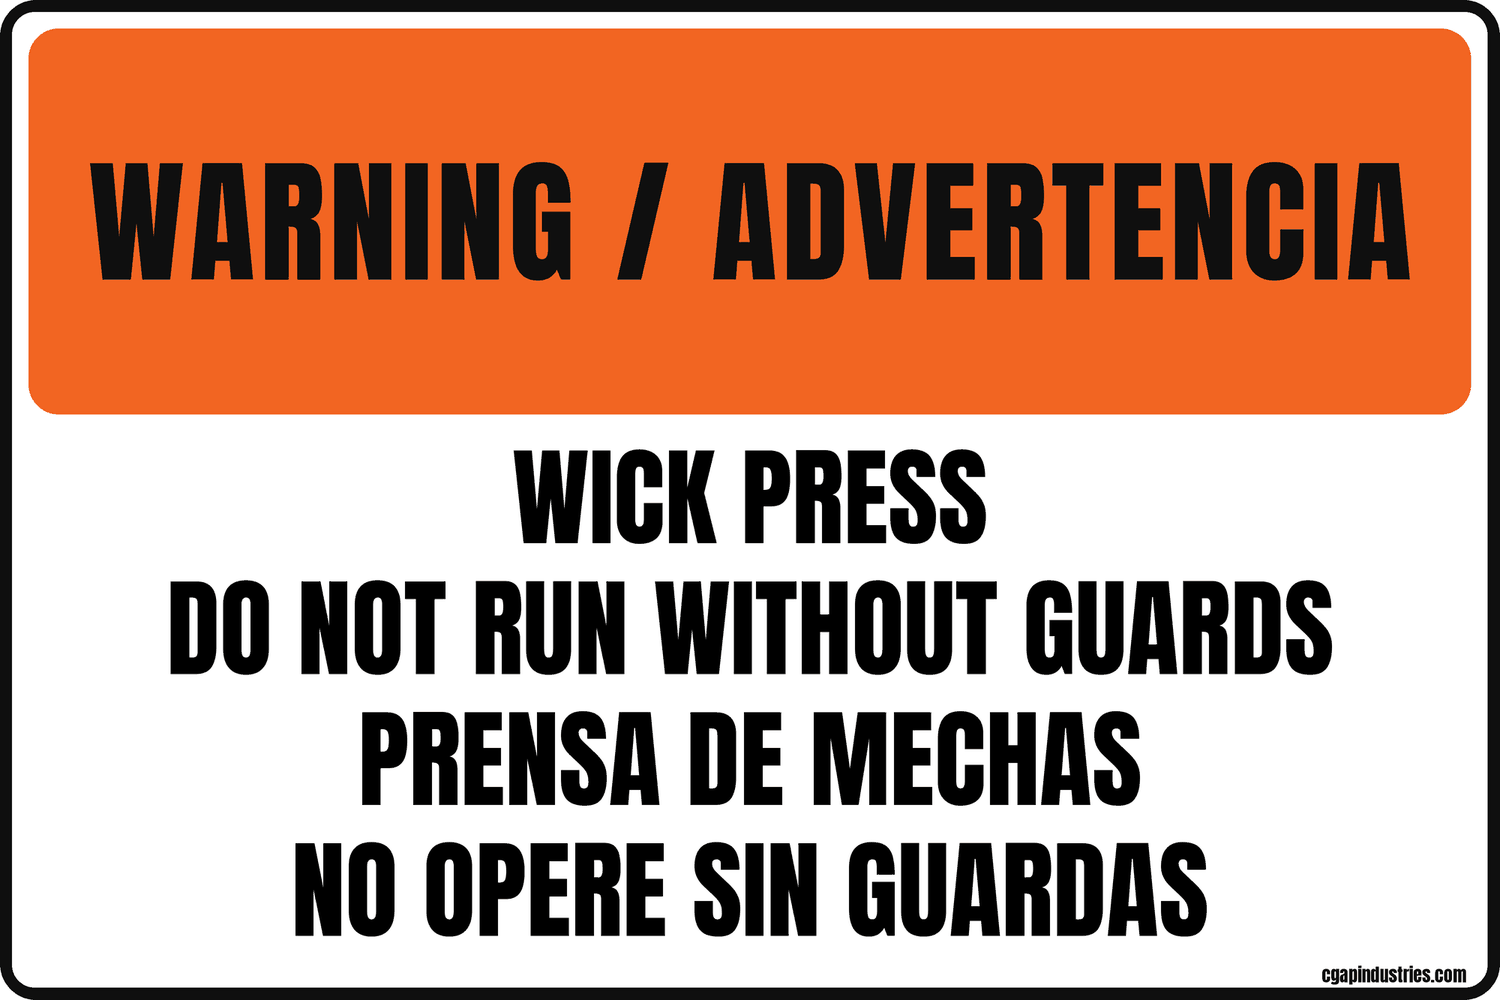 WARNING / ADVERTENCIA
WICK PRESS
DO NOT RUN WITHOUT GUARDS
PRENSA DE MECHAS
NO OPERE SIN GUARDAS
cgapindustries.com